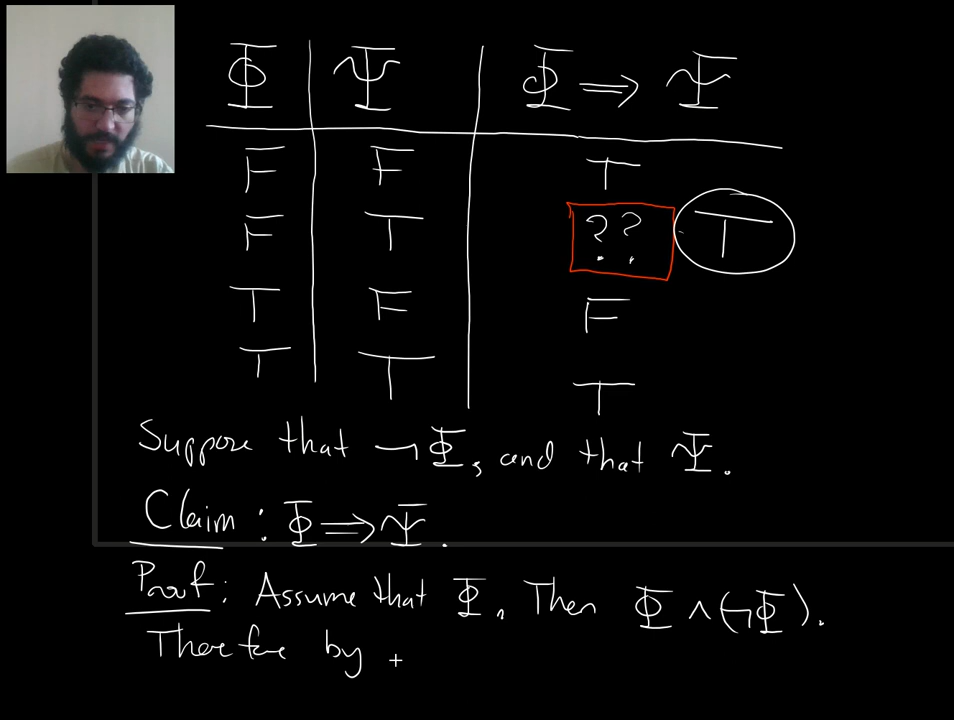 Φ Ψ Φ ⟹ Ψ
F F T
F T ?? T
T F F
T T T
Suppose that ¬Φ, and that Ψ.
Claim: Φ ⟹ Ψ.
Proof: Assume that Φ. Then Φ ∧ (¬Φ).
Therefore by t